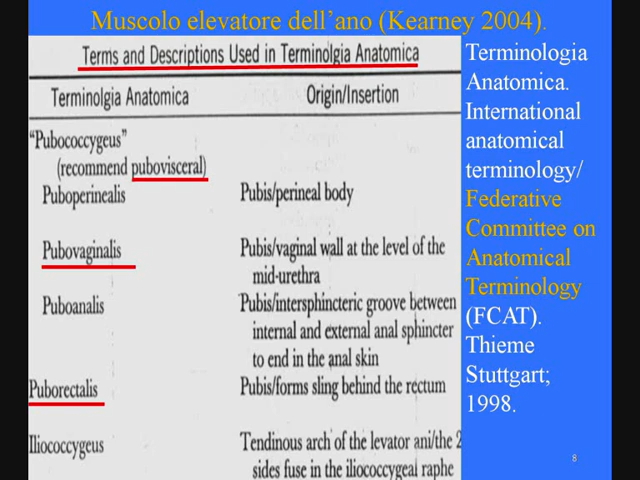 Muscolo elevatore dell'ano (Kearney 2004).
Terms and Descriptions Used in Terminolgia Anatomica
Terminolgia Anatomica Origin/Insertion
"Pubococcygeus"
(recommend pubovisceral)
Puboperinealis Pubis/perineal body
Pubovaginalis Pubis/vaginal wall at the level of the
mid-urethra
Puboanalis Pubis/intersphincteric groove between
internal and external anal sphincter
to end in the anal skin
Puborectalis Pubis/forms sling behind the rectum
Iliococcygeus Tendinous arch of the levator ani/the 2
sides fuse in the iliococcygeal raphe
Terminologia
Anatomica.
International
anatomical
terminology/
Federative
Committee on
Anatomical
Terminology
(FCAT).
Thieme
Stuttgart;
1998.
8